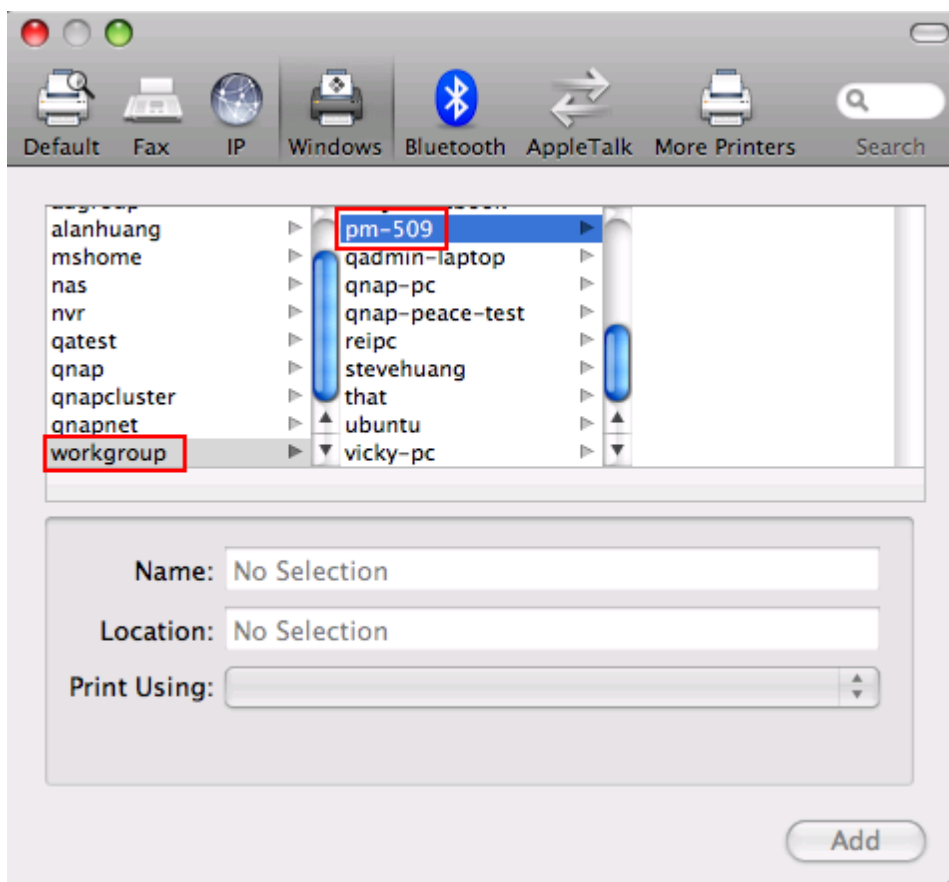 Default Fax IP Windows Bluetooth AppleTalk More Printers Search
alanhuang
mshome
nas
nvr
qatest
qnap
qnapcluster
qnapnet
workgroup
pm-509
qadmin-laptop
qnap-pc
qnap-peace-test
reipc
stevehuang
that
ubuntu
vicky-pc
Name: No Selection
Location: No Selection
Print Using:
Add